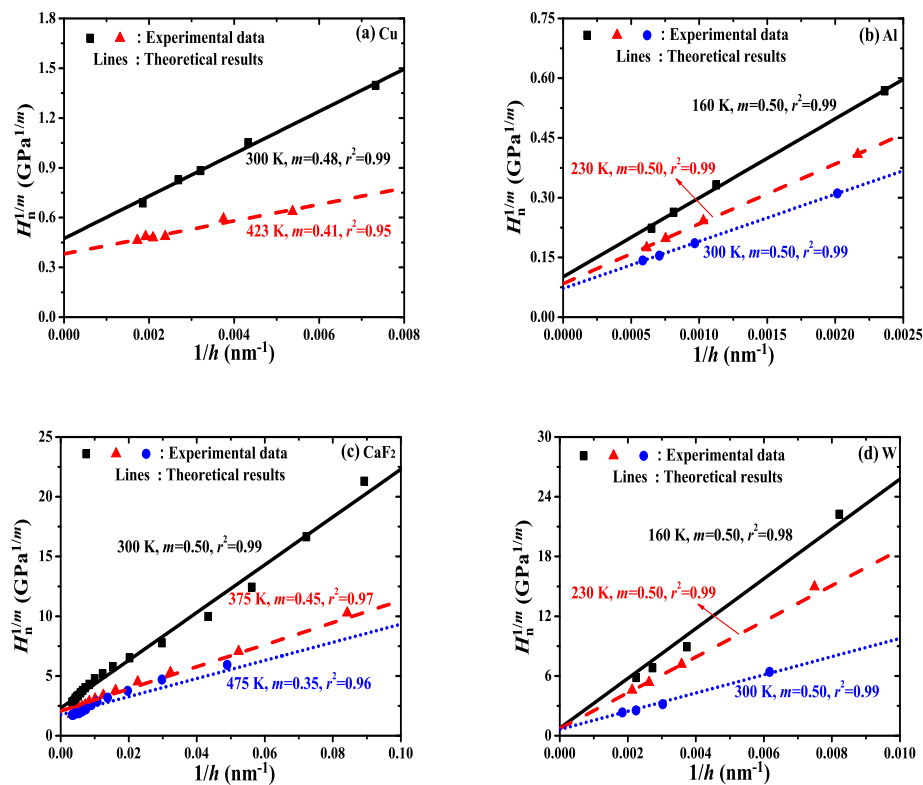 (a) Cu
: Experimental data
Lines : Theoretical results
300 K, m=0.48, r²=0.99
423 K, m=0.41, r²=0.95
Hn^1/m (GPa^1/m)
1.8
1.5
1.2
0.9
0.6
0.3
0.0
0.000 0.002 0.004 0.006 0.008
1/h (nm⁻¹)
(b) Al
: Experimental data
Lines : Theoretical results
160 K, m=0.50, r²=0.99
230 K, m=0.50, r²=0.99
300 K, m=0.50, r²=0.99
Hn^1/m (GPa^1/m)
0.75
0.60
0.45
0.30
0.15
0.00
0.0000 0.0005 0.0010 0.0015 0.0020 0.0025
1/h (nm⁻¹)
(c) CaF₂
: Experimental data
Lines : Theoretical results
300 K, m=0.50, r²=0.99
375 K, m=0.45, r²=0.97
475 K, m=0.35, r²=0.96
Hn^1/m (GPa^1/m)
25
20
15
10
5
0
0.00 0.02 0.04 0.06 0.08 0.10
1/h (nm⁻¹)
(d) W
: Experimental data
Lines : Theoretical results
160 K, m=0.50, r²=0.98
230 K, m=0.50, r²=0.99
300 K, m=0.50, r²=0.99
Hn^1/m (GPa^1/m)
30
24
18
12
6
0
0.000 0.002 0.004 0.006 0.008 0.010
1/h (nm⁻¹)